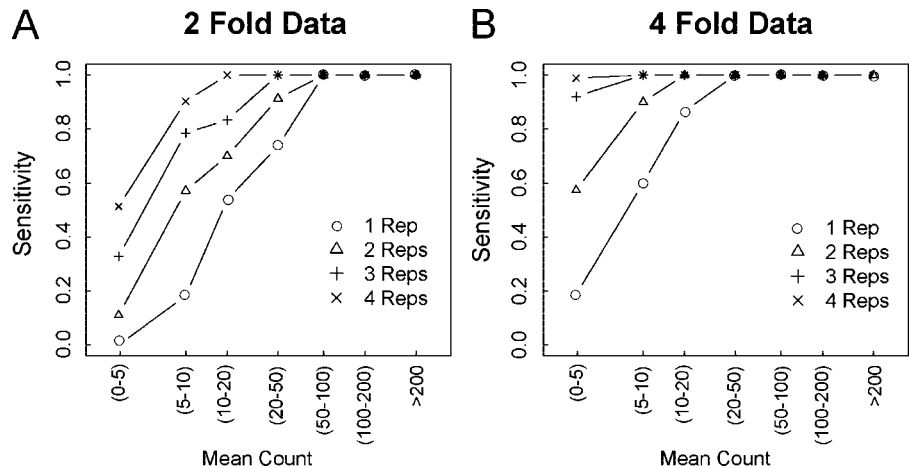 A
2 Fold Data
Sensitivity
0.0
0.2
0.4
0.6
0.8
1.0
1 Rep
2 Reps
3 Reps
4 Reps
(0-5)
(5-10)
(10-20)
(20-50)
(50-100)
(100-200)
>200
Mean Count
B
4 Fold Data
Sensitivity
0.0
0.2
0.4
0.6
0.8
1.0
1 Rep
2 Reps
3 Reps
4 Reps
(0-5)
(5-10)
(10-20)
(20-50)
(50-100)
(100-200)
>200
Mean Count